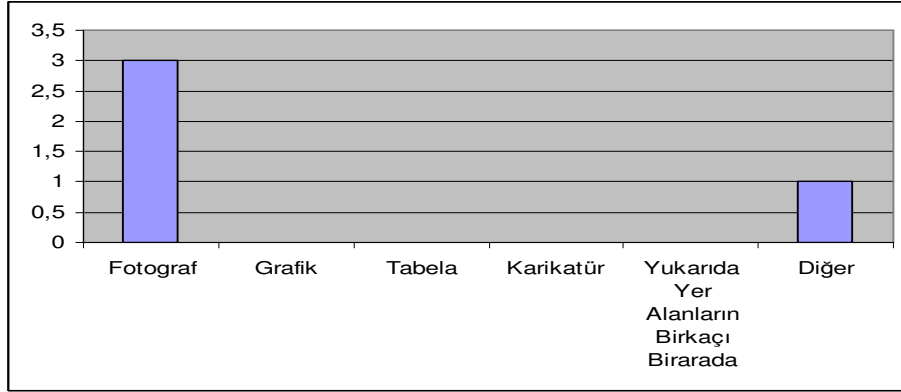 3,5
3
2,5
2
1,5
1
0,5
0
Fotograf Grafik Tabela Karikatür Yukarıda Diğer
Yer
Alanların
Birkaçı
Birarada